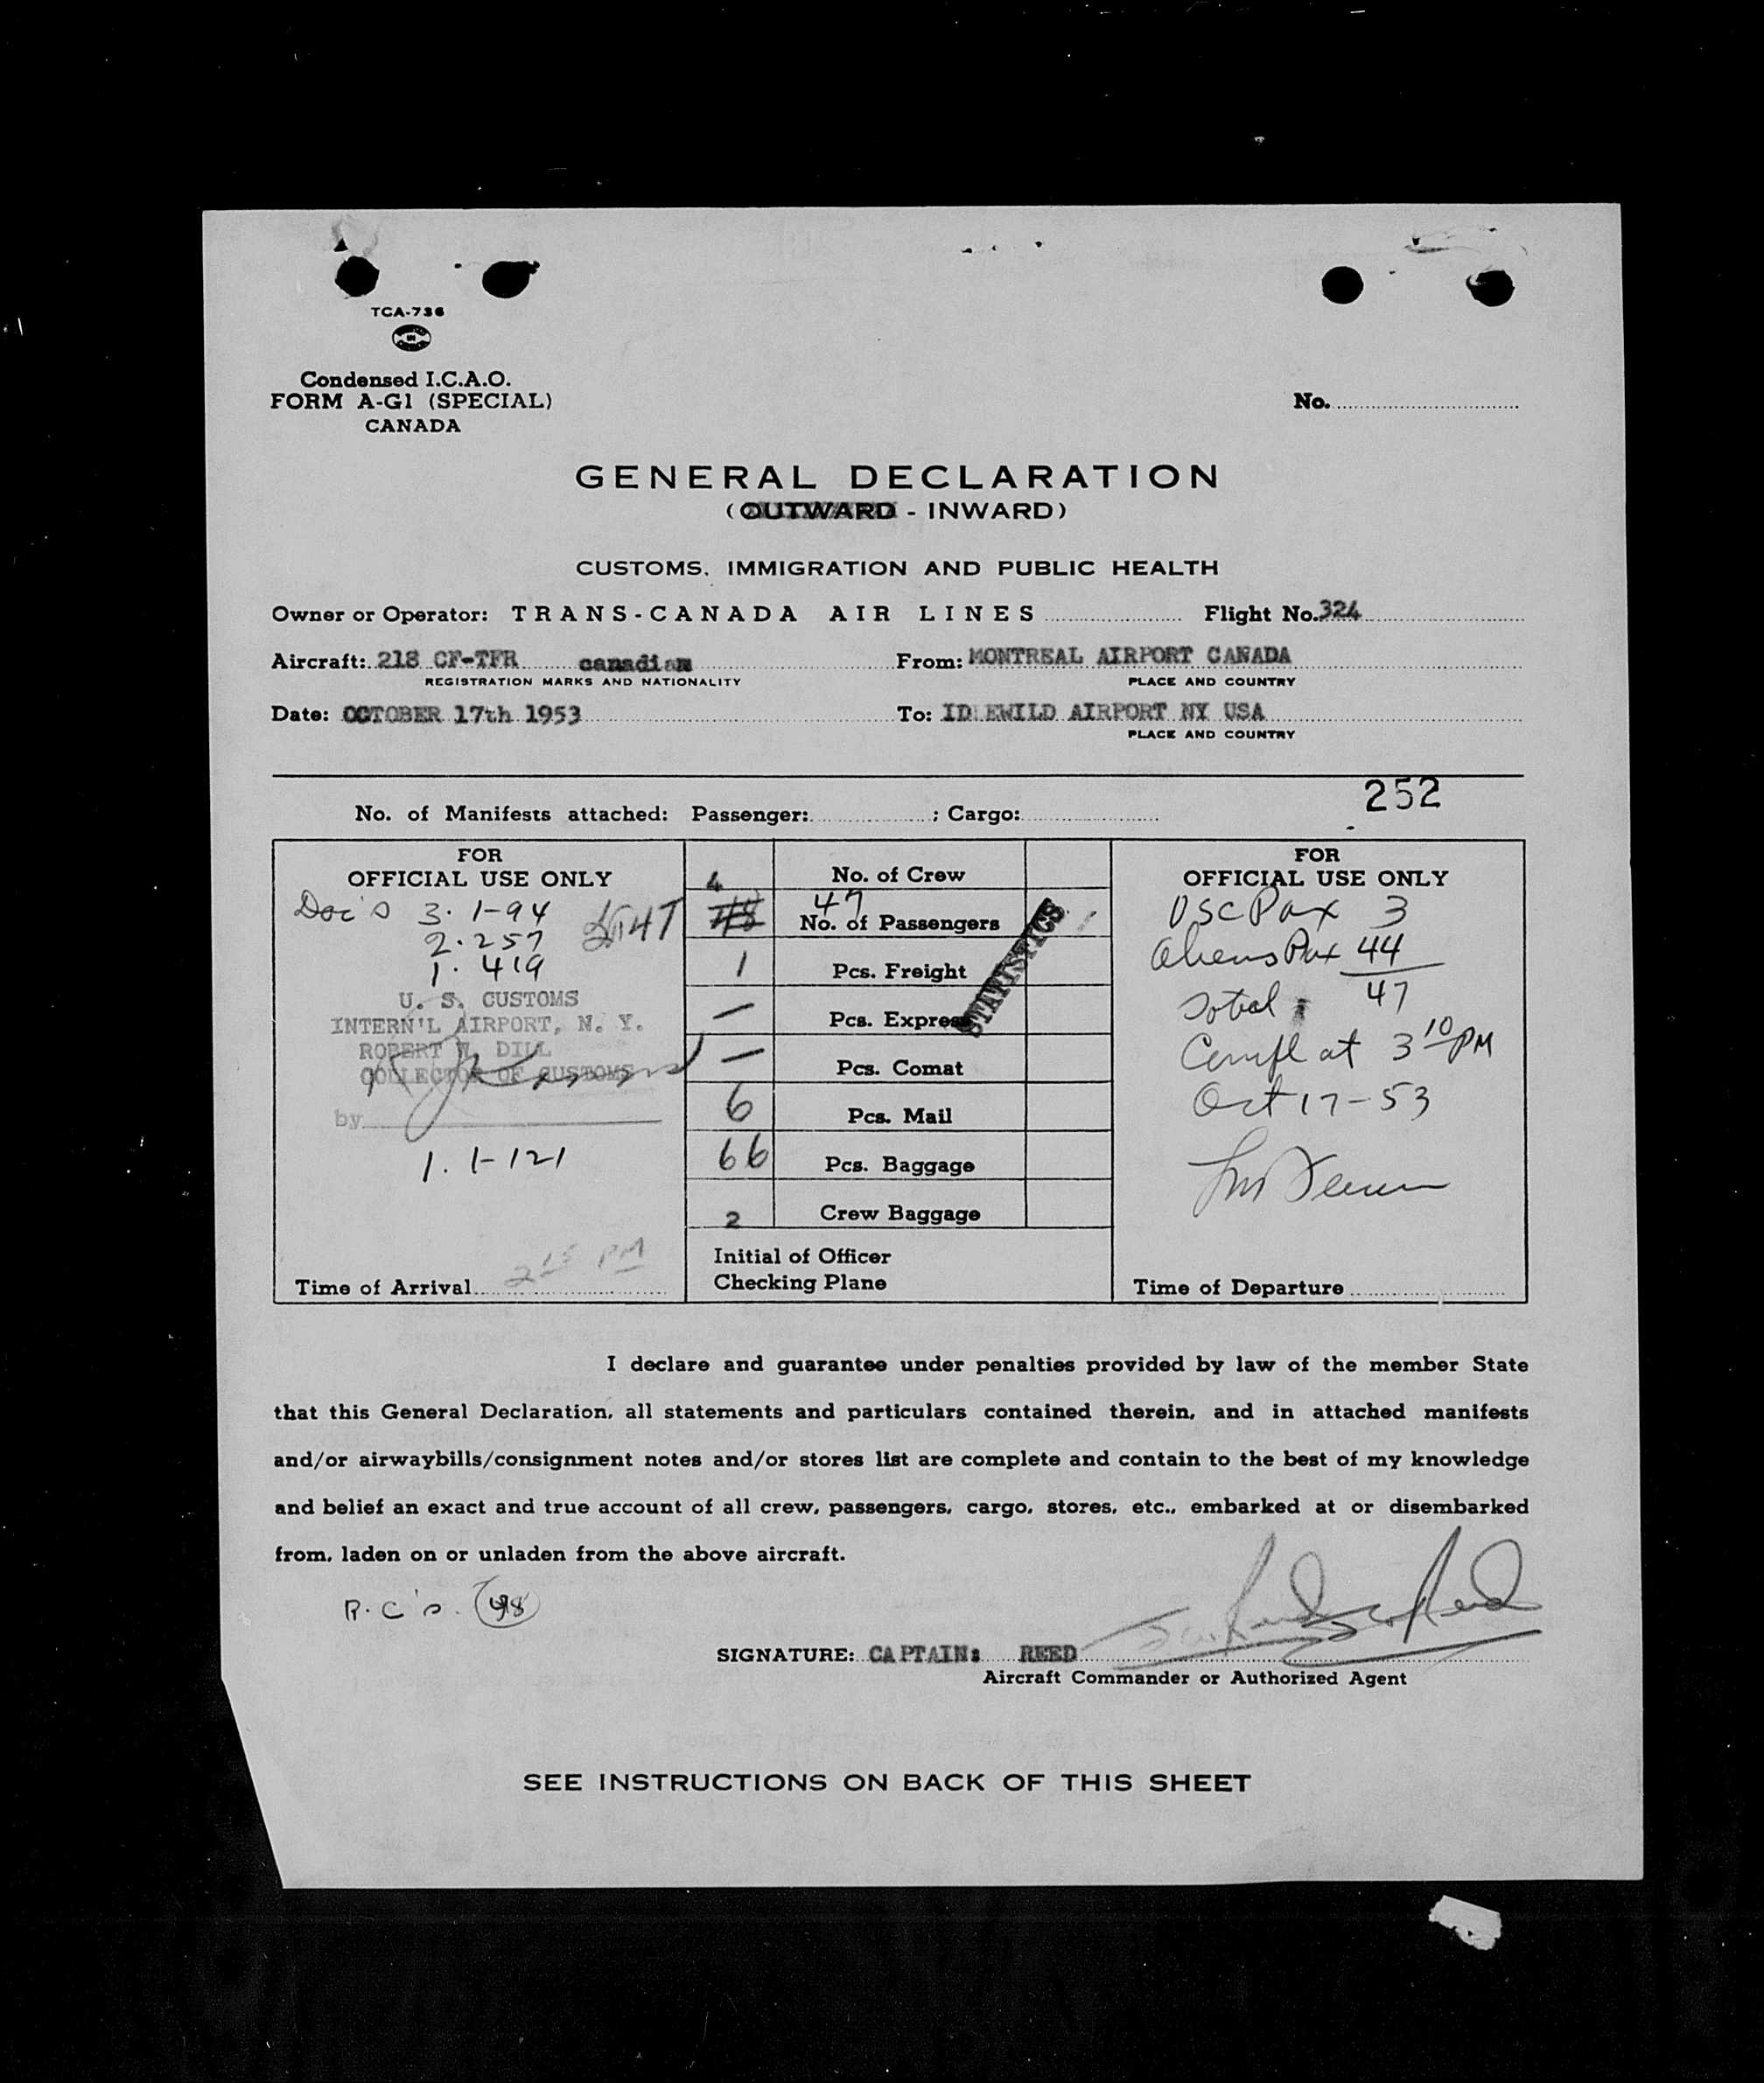 TCA-736
Condensed I.C.A.O.
FORM A-G1 (SPECIAL)
CANADA
No.
GENERAL DECLARATION
(OUTWARD - INWARD)
CUSTOMS, IMMIGRATION AND PUBLIC HEALTH
Owner or Operator: TRANS-CANADA AIR LINES Flight No. 324
Aircraft: 218 CF-TFR canadian From: MONTREAL AIRPORT CANADA
REGISTRATION MARKS AND NATIONALITY PLACE AND COUNTRY
Date: OCTOBER 17th 1953 To: IDLEWILD AIRPORT NY USA
PLACE AND COUNTRY
252
No. of Manifests attached: Passenger: ; Cargo:
FOR
OFFICIAL USE ONLY
Doc's 3. 1-94
2. 257
1. 419
U. S. CUSTOMS
INTERN'L AIRPORT, N. Y.
ROBERT W. DILL
COLLECTOR OF CUSTOMS
by
1. 1-121
Time of Arrival 2 15 PM
4 No. of Crew
48 47 No. of Passengers
1 Pcs. Freight
— Pcs. Express
— Pcs. Comat
6 Pcs. Mail
66 Pcs. Baggage
2 Crew Baggage
STATISTICS
Initial of Officer
Checking Plane
FOR
OFFICIAL USE ONLY
USC Pax 3
Aliens Pax 44
Total 47
Compl at 3 10 PM
Oct 17-53
Time of Departure
I declare and guarantee under penalties provided by law of the member State
that this General Declaration, all statements and particulars contained therein, and in attached manifests
and/or airwaybills/consignment notes and/or stores list are complete and contain to the best of my knowledge
and belief an exact and true account of all crew, passengers, cargo, stores, etc., embarked at or disembarked
from, laden on or unladen from the above aircraft.
R.C's. 48
SIGNATURE: CAPTAIN: REED
Aircraft Commander or Authorized Agent
SEE INSTRUCTIONS ON BACK OF THIS SHEET